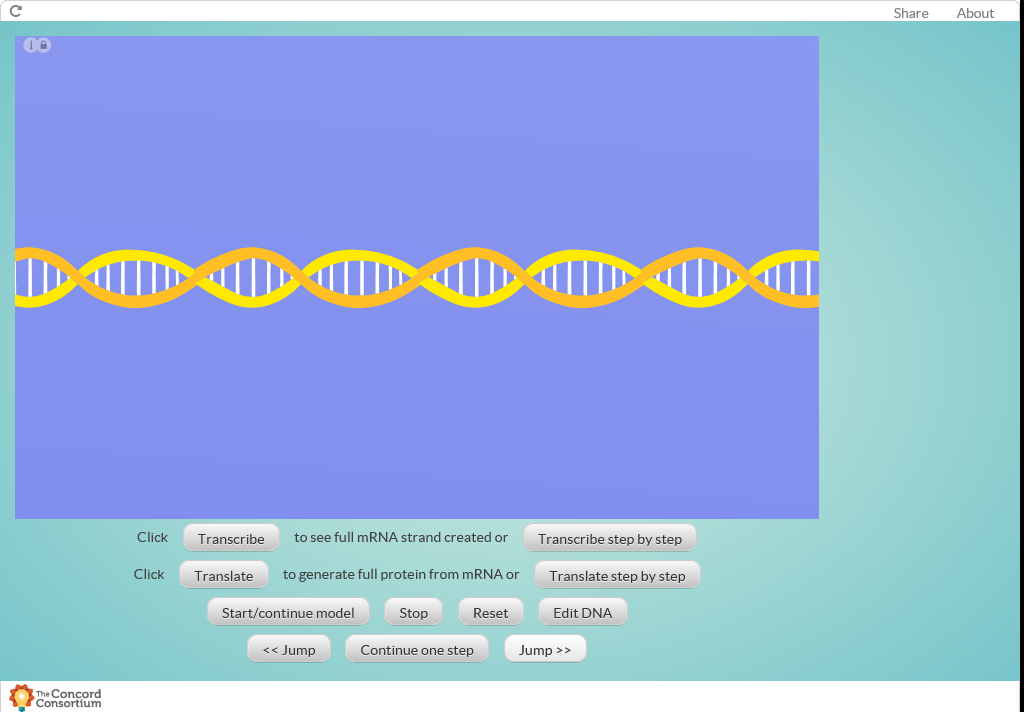 Share About
Click Transcribe to see full mRNA strand created or Transcribe step by step
Click Translate to generate full protein from mRNA or Translate step by step
Start/continue model Stop Reset Edit DNA
<< Jump Continue one step Jump >>
The Concord
Consortium